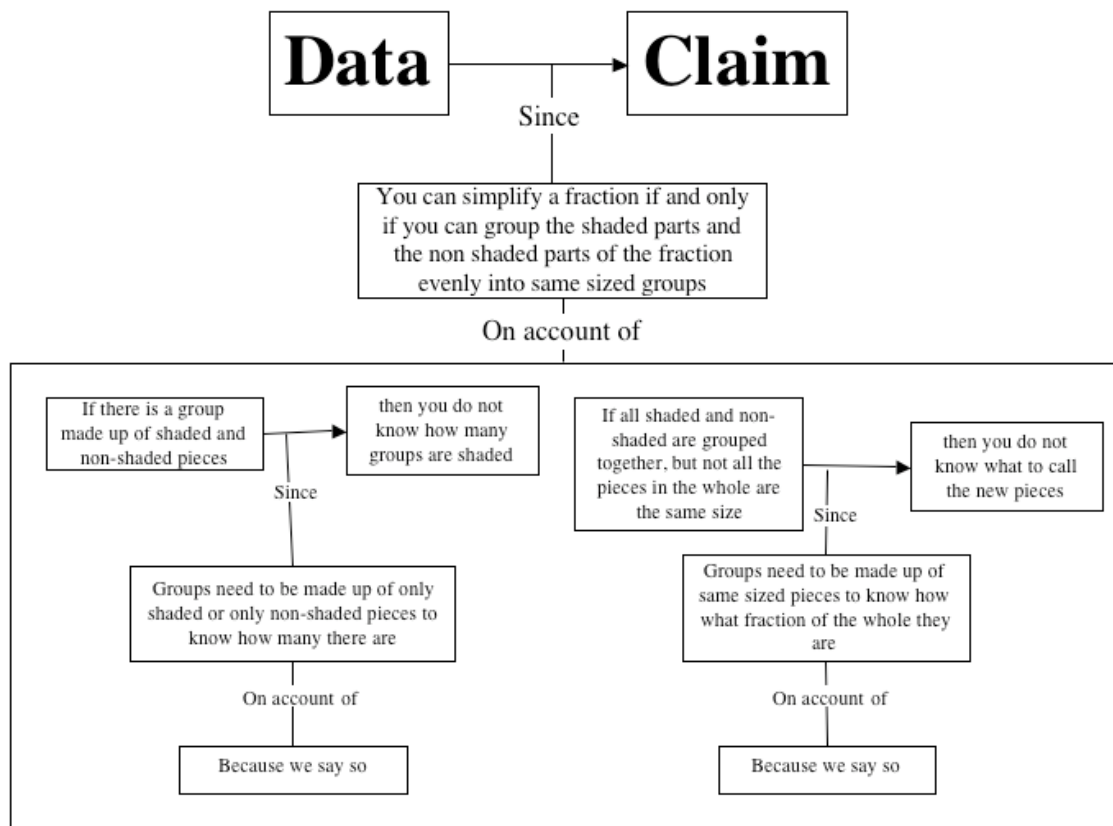 Data
Claim
Since
You can simplify a fraction if and only
if you can group the shaded parts and
the non shaded parts of the fraction
evenly into same sized groups
On account of
If there is a group
made up of shaded and
non-shaded pieces
then you do not
know how many
groups are shaded
Since
Groups need to be made up of only
shaded or only non-shaded pieces to
know how many there are
On account of
Because we say so
If all shaded and non-
shaded are grouped
together, but not all the
pieces in the whole are
the same size
then you do not
know what to call
the new pieces
Since
Groups need to be made up of
same sized pieces to know how
what fraction of the whole they
are
On account of
Because we say so